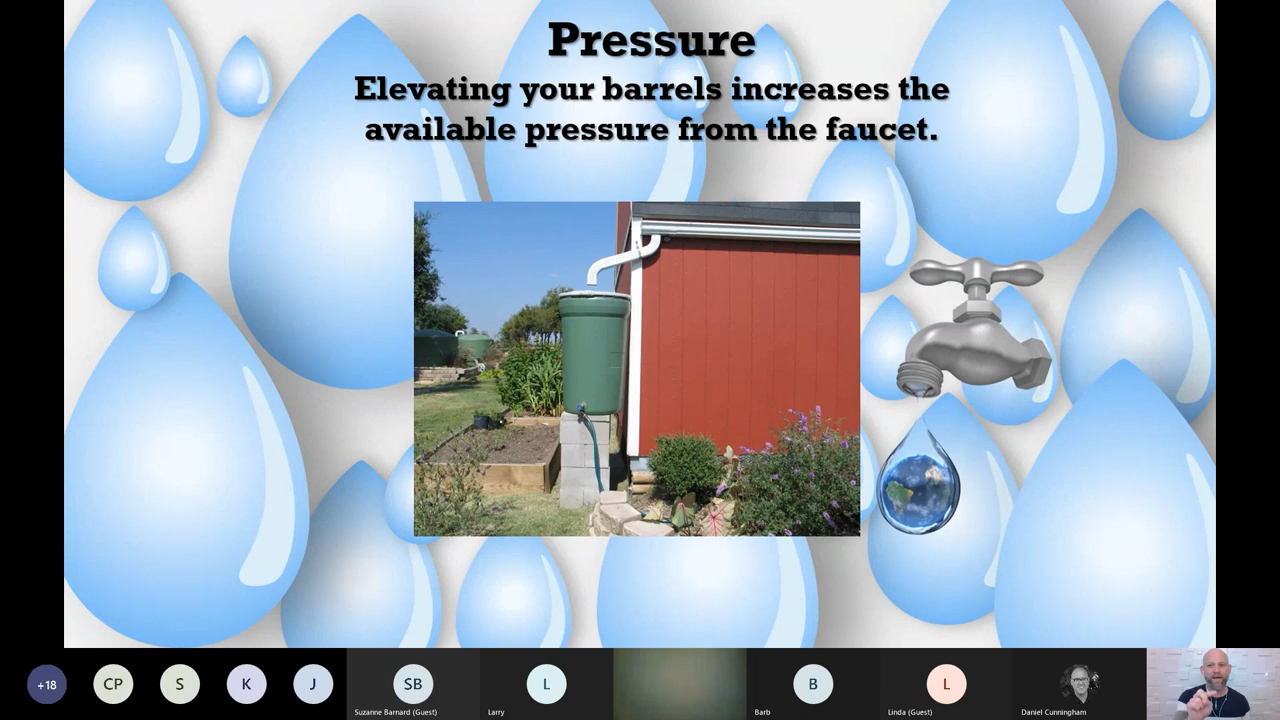 Pressure
Elevating your barrels increases the
available pressure from the faucet.
+18
CP
S
K
J
SB
L
B
L
Suzanne Barnard (Guest)
Larry
Barb
Linda (Guest)
Daniel Cunningham